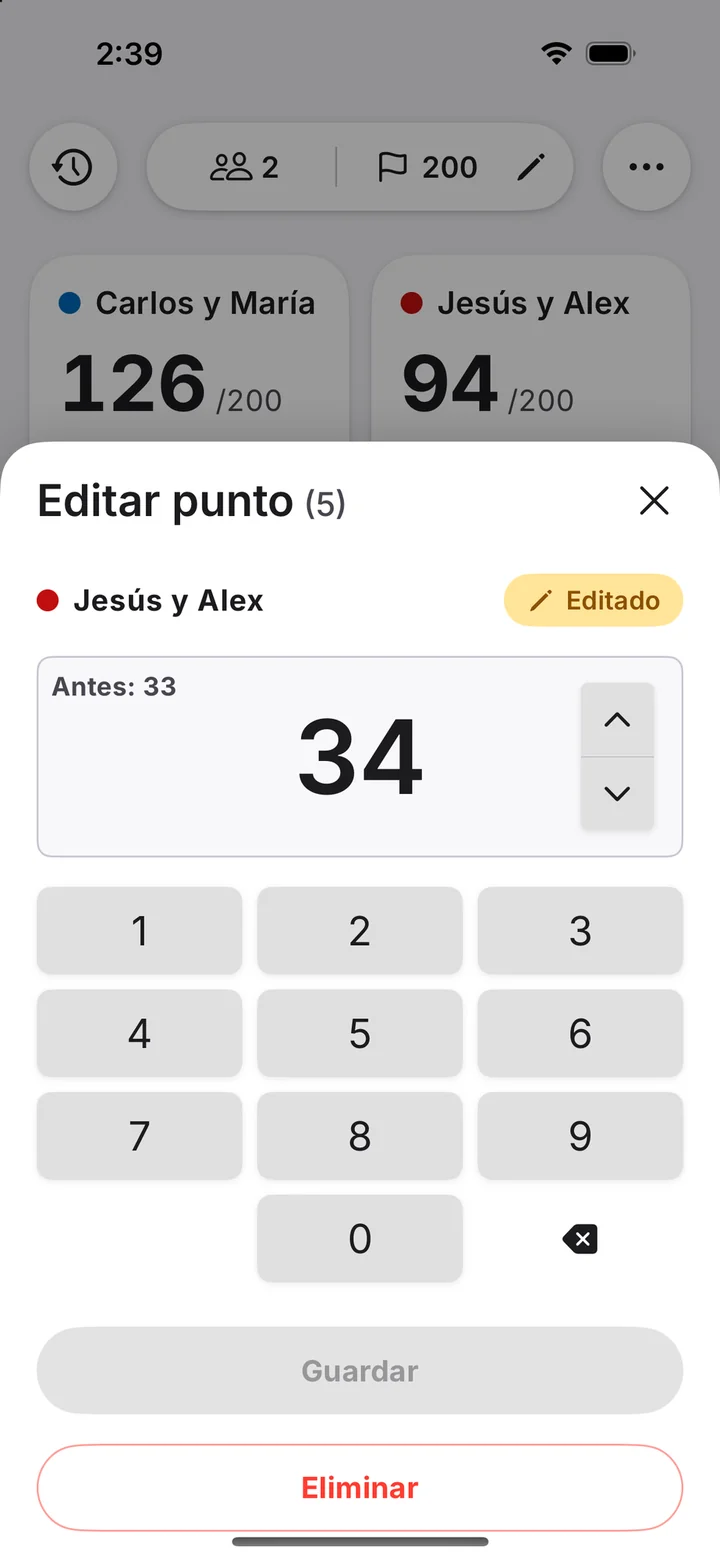 2:39
2 200
Carlos y María
126 /200
Jesús y Alex
94 /200
Editar punto (5)
Jesús y Alex
Editado
Antes: 33
34
1 2 3
4 5 6
7 8 9
0
Guardar
Eliminar